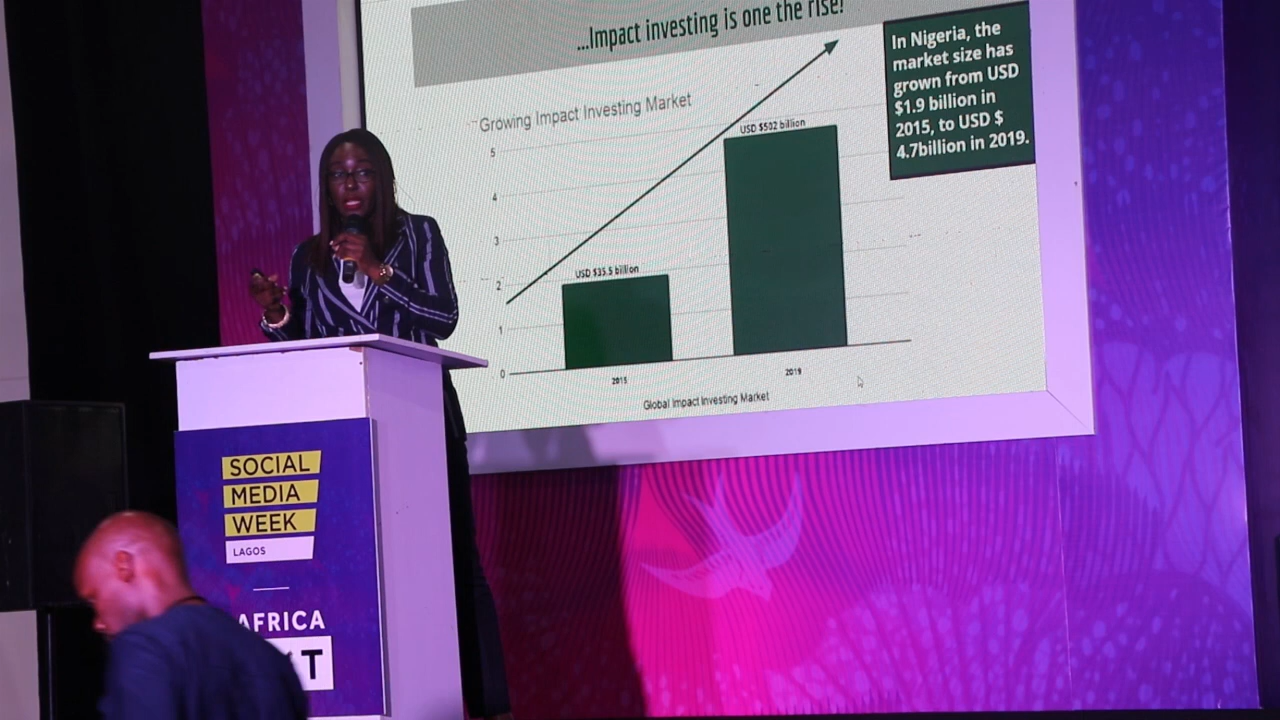 ...Impact investing is one the rise!
Growing Impact Investing Market
5
4
3
2
1
0
USD $35.5 billion
USD $502 billion
2015
2019
Global Impact Investing Market
In Nigeria, the
market size has
grown from USD
$1.9 billion in
2015, to USD $
4.7billion in 2019.
SOCIAL
MEDIA
WEEK
LAGOS
AFRICA